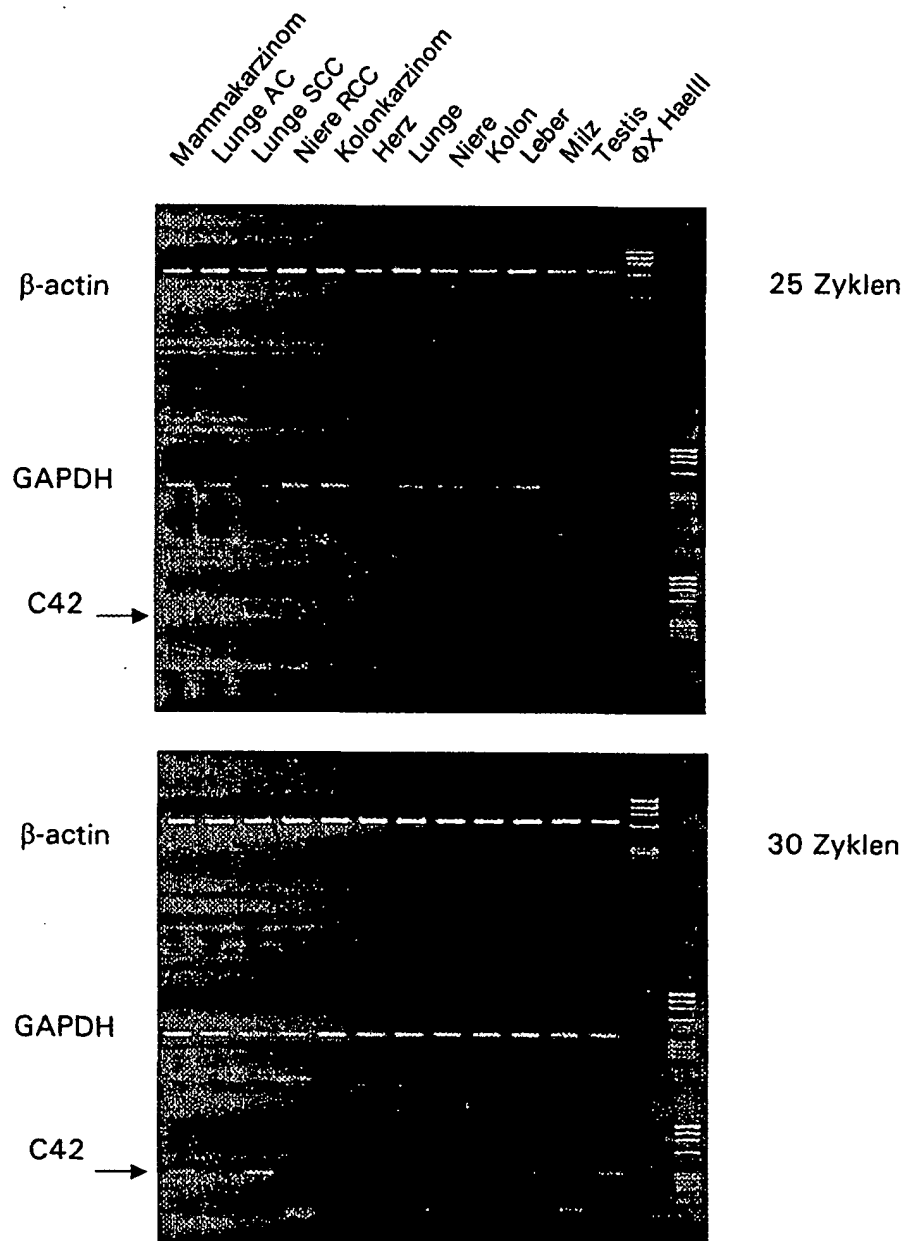 Mammakarzinom
Lunge AC
Lunge SCC
Niere RCC
Kolonkarzinom
Herz
Lunge
Niere
Kolon
Leber
Milz
Testis
ΦX HaeIII
β-actin
25 Zyklen
GAPDH
C42
β-actin
30 Zyklen
GAPDH
C42